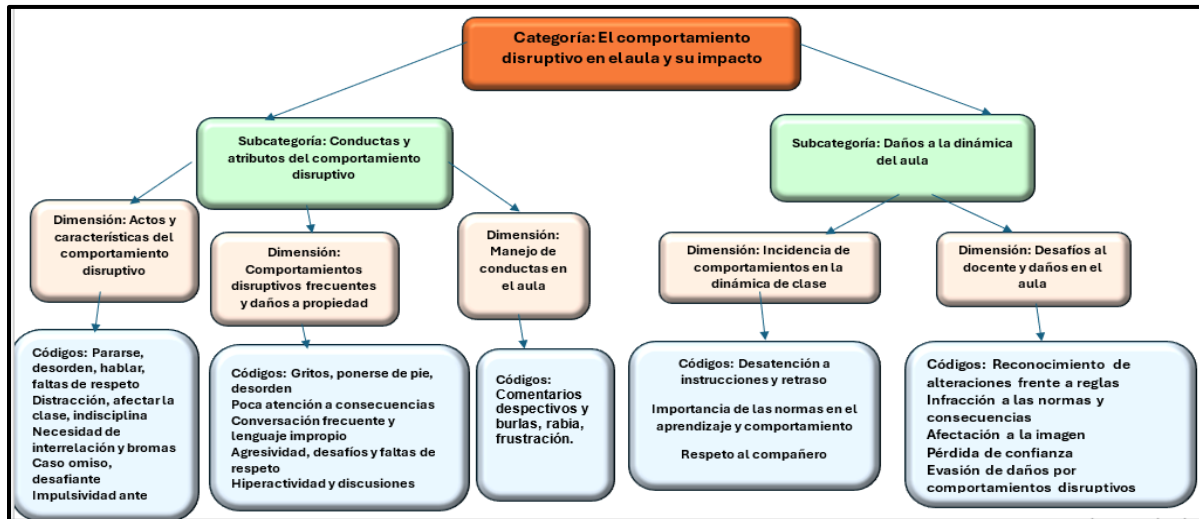 Categoría: El comportamiento
disruptivo en el aula y su impacto
Subcategoría: Conductas y
atributos del comportamiento
disruptivo
Subcategoría: Daños a la dinámica
del aula
Dimensión: Actos y
características del
comportamiento
disruptivo
Dimensión:
Comportamientos
disruptivos frecuentes
y daños a propiedad
Dimensión:
Manejo de
conductas en
el aula
Dimensión: Incidencia de
comportamientos en la
dinámica de clase
Dimensión: Desafíos al
docente y daños en el
aula
Códigos: Pararse,
desorden, hablar,
faltas de respeto
Distracción, afectar la
clase, indisciplina
Necesidad de
interrelación y bromas
Caso omiso,
desafiante
Impulsividad ante
Códigos: Gritos, ponerse de pie,
desorden
Poca atención a consecuencias
Conversación frecuente y
lenguaje impropio
Agresividad, desafíos y faltas de
respeto
Hiperactividad y discusiones
Códigos:
Comentarios
despectivos y
burlas, rabia,
frustración.
Códigos: Desatención a
instrucciones y retraso
Importancia de las normas en el
aprendizaje y comportamiento
Respeto al compañero
Códigos: Reconocimiento de
alteraciones frente a reglas
Infracción a las normas y
consecuencias
Afectación a la imagen
Pérdida de confianza
Evasión de daños por
comportamientos disruptivos